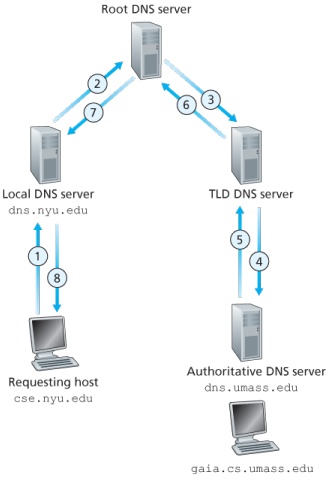 Root DNS server
2
3
7
6
Local DNS server
dns.nyu.edu
TLD DNS server
1
5
8
4
Requesting host
cse.nyu.edu
Authoritative DNS server
dns.umass.edu
gaia.cs.umass.edu